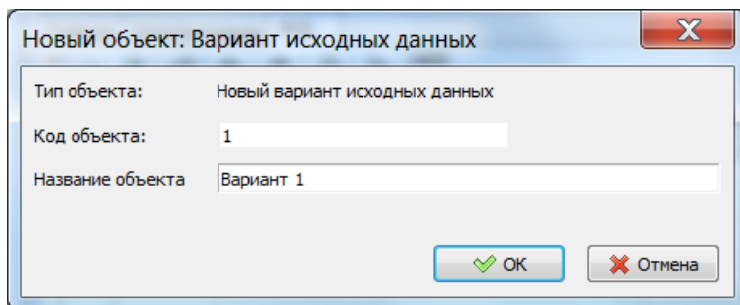 Новый объект: Вариант исходных данных
Тип объекта: Новый вариант исходных данных
Код объекта: 1
Название объекта Вариант 1
OK Отмена